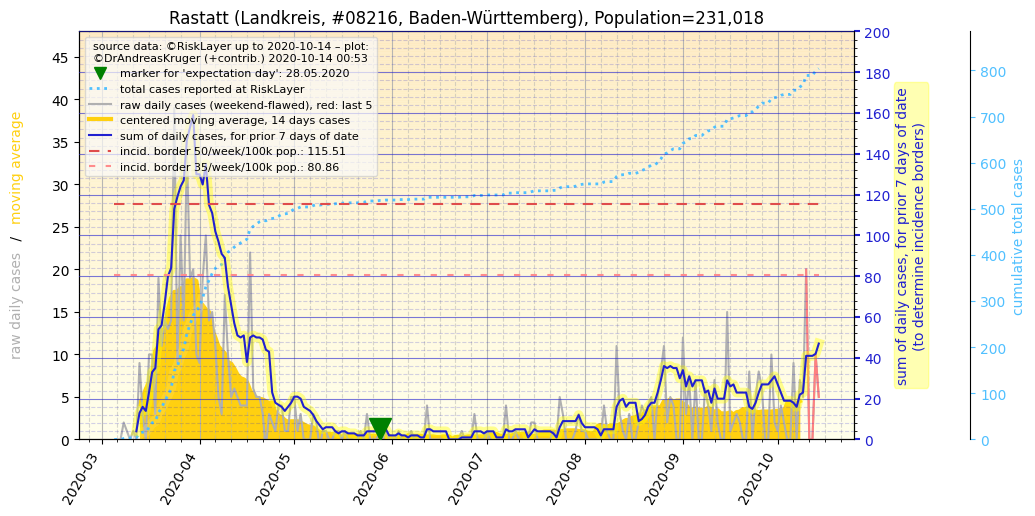 Rastatt (Landkreis, #08216, Baden-Württemberg), Population=231,018
source data: ©RiskLayer up to 2020-10-14 – plot:
©DrAndreasKruger (+contrib.) 2020-10-14 00:53
marker for 'expectation day': 28.05.2020
total cases reported at RiskLayer
raw daily cases (weekend-flawed), red: last 5
centered moving average, 14 days cases
sum of daily cases, for prior 7 days of date
incid. border 50/week/100k pop.: 115.51
incid. border 35/week/100k pop.: 80.86
raw daily cases / moving average
45
40
35
30
25
20
15
10
5
0
2020-03
2020-04
2020-05
2020-06
2020-07
2020-08
2020-09
2020-10
200
180
160
140
120
100
80
60
40
20
0
sum of daily cases, for prior 7 days of date
(to determine incidence borders)
800
700
600
500
400
300
200
100
0
cumulative total cases